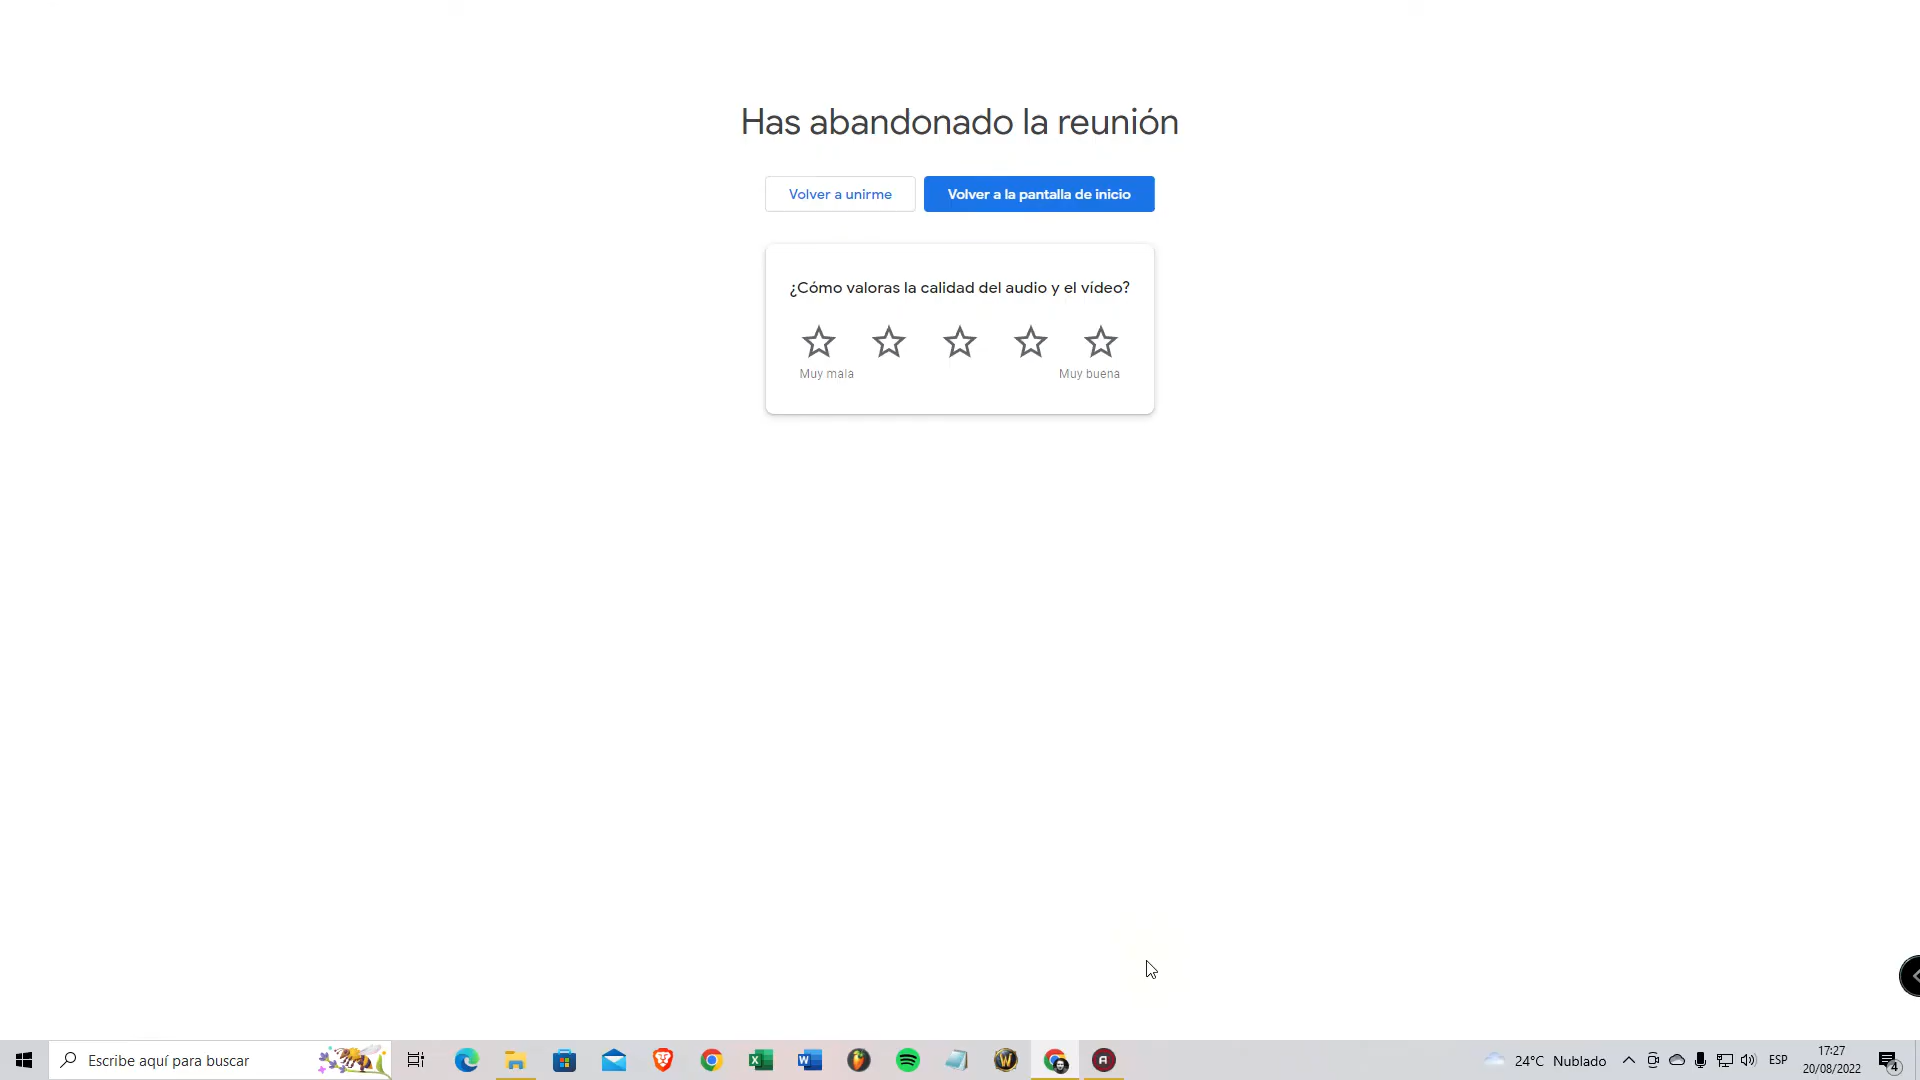 Has abandonado la reunión
Volver a unirme
Volver a la pantalla de inicio
¿Cómo valoras la calidad del audio y el vídeo?
Muy mala
Muy buena
Escribe aquí para buscar
24°C Nublado
ESP
17:27
20/08/2022
4